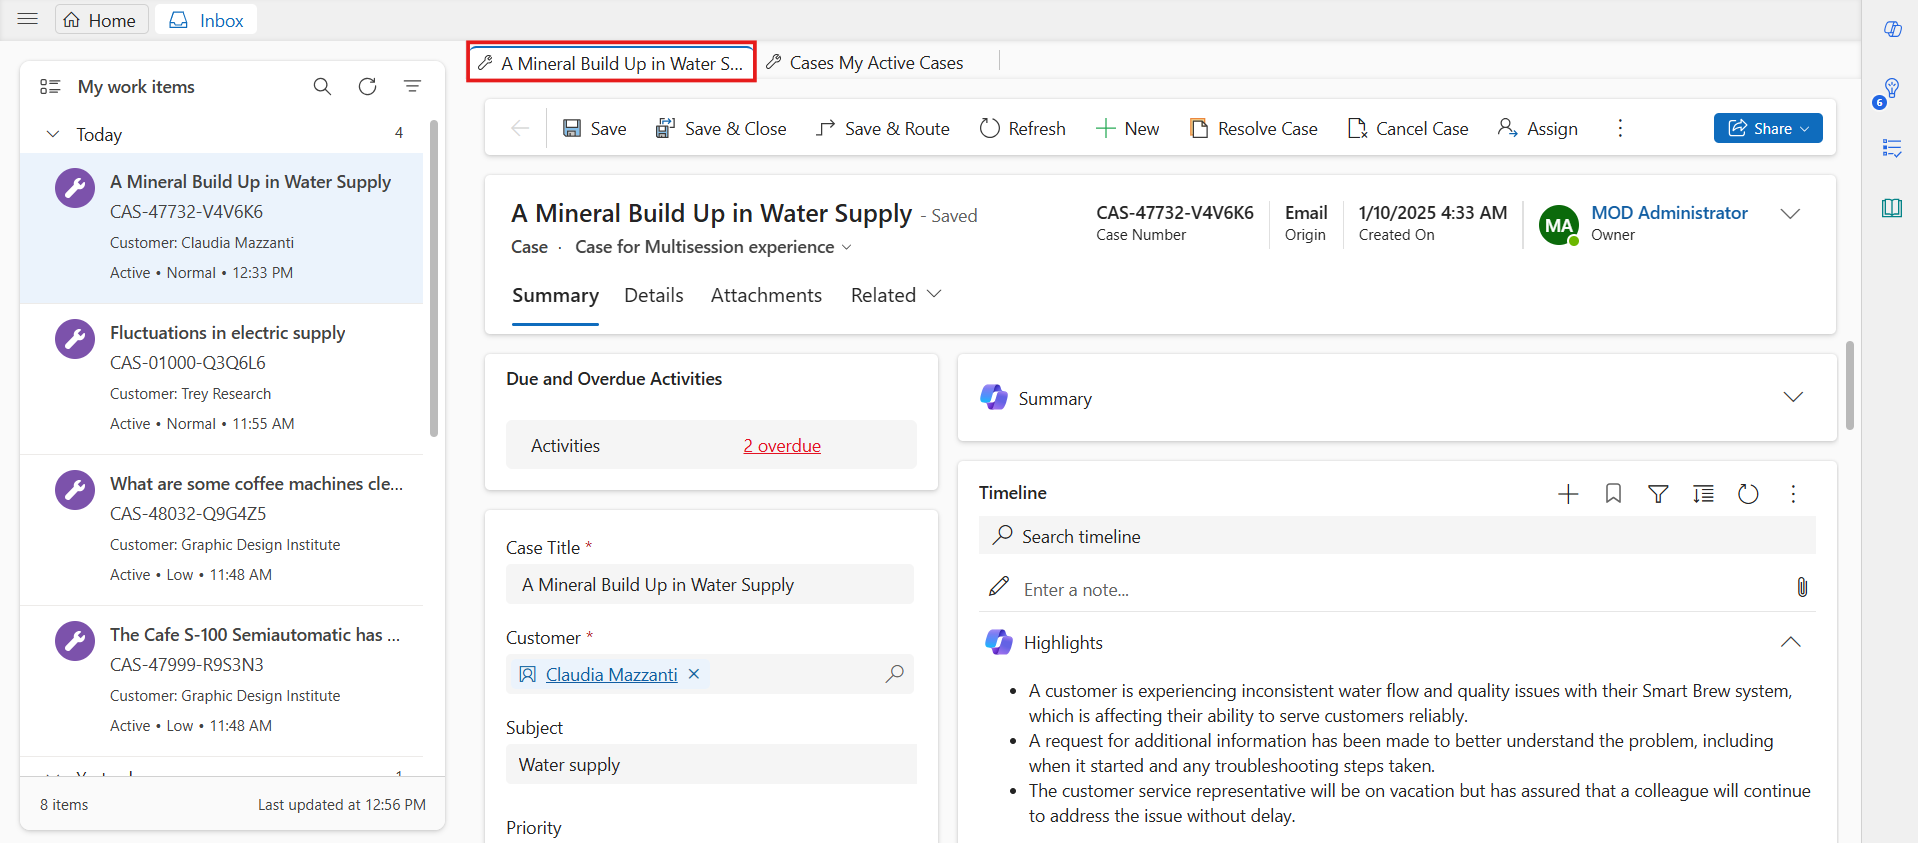 Home
Inbox
A Mineral Build Up in Water S...
Cases My Active Cases
My work items
Today
4
A Mineral Build Up in Water Supply
CAS-47732-V4V6K6
Customer: Claudia Mazzanti
Active • Normal • 12:33 PM
Fluctuations in electric supply
CAS-01000-Q3Q6L6
Customer: Trey Research
Active • Normal • 11:55 AM
What are some coffee machines cle...
CAS-48032-Q9G4Z5
Customer: Graphic Design Institute
Active • Low • 11:48 AM
The Cafe S-100 Semiautomatic has ...
CAS-47999-R9S3N3
Customer: Graphic Design Institute
Active • Low • 11:48 AM
8 items
Last updated at 12:56 PM
Save
Save & Close
Save & Route
Refresh
New
Resolve Case
Cancel Case
Assign
Share
A Mineral Build Up in Water Supply - Saved
Case · Case for Multisession experience
CAS-47732-V4V6K6
Case Number
Email
Origin
1/10/2025 4:33 AM
Created On
MA
MOD Administrator
Owner
Summary
Details
Attachments
Related
Due and Overdue Activities
Activities
2 overdue
Case Title *
A Mineral Build Up in Water Supply
Customer *
Claudia Mazzanti
Subject
Water supply
Priority
Summary
Timeline
Search timeline
Enter a note...
Highlights
• A customer is experiencing inconsistent water flow and quality issues with their Smart Brew system,
which is affecting their ability to serve customers reliably.
• A request for additional information has been made to better understand the problem, including
when it started and any troubleshooting steps taken.
• The customer service representative will be on vacation but has assured that a colleague will continue
to address the issue without delay.
6